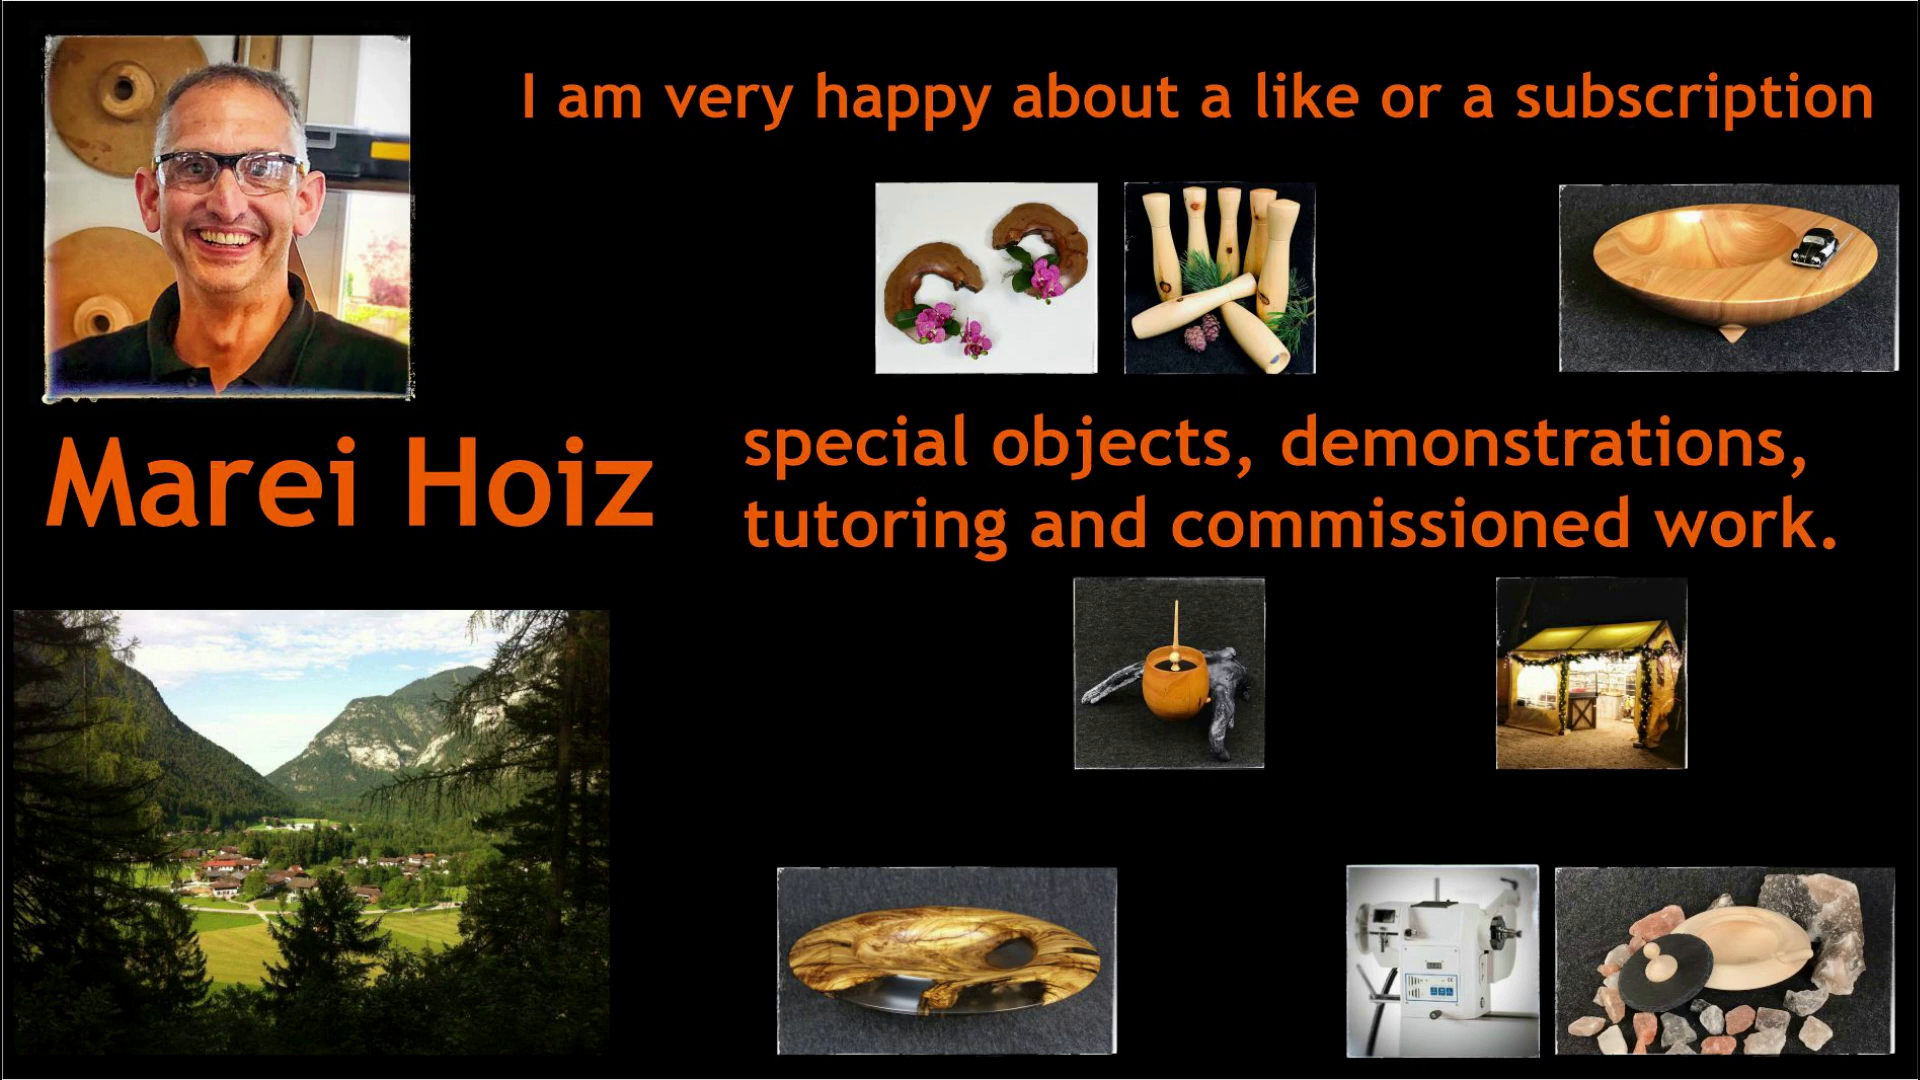 I am very happy about a like or a subscription
Marei Hoiz
special objects, demonstrations,
tutoring and commissioned work.